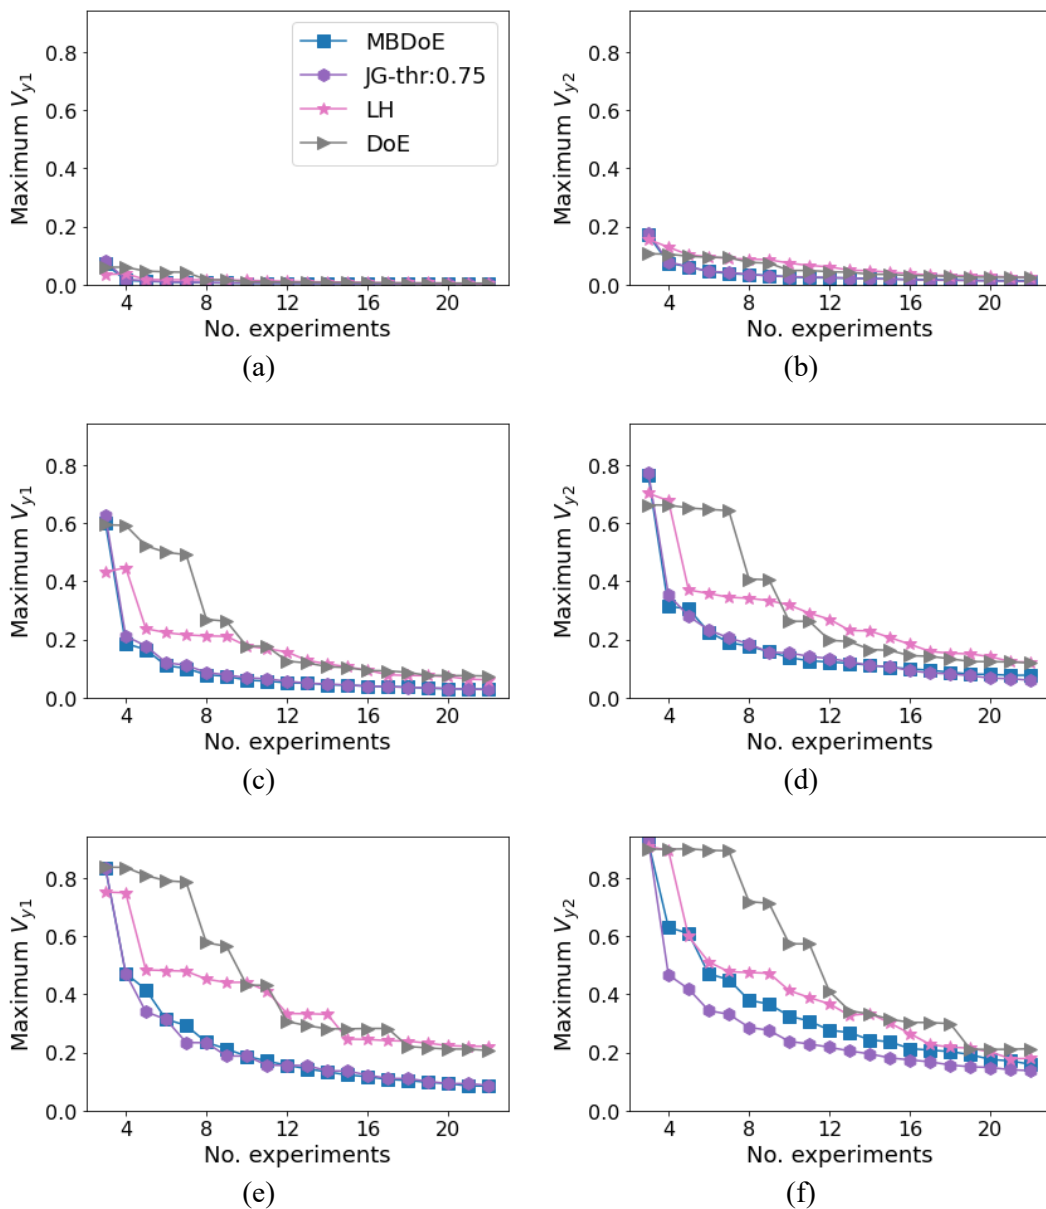 Maximum V_y1
0.8
0.6
0.4
0.2
0.0
4 8 12 16 20
No. experiments
MBDoE
JG-thr:0.75
LH
DoE
(a)
Maximum V_y2
0.8
0.6
0.4
0.2
0.0
4 8 12 16 20
No. experiments
(b)
Maximum V_y1
0.8
0.6
0.4
0.2
0.0
4 8 12 16 20
No. experiments
(c)
Maximum V_y2
0.8
0.6
0.4
0.2
0.0
4 8 12 16 20
No. experiments
(d)
Maximum V_y1
0.8
0.6
0.4
0.2
0.0
4 8 12 16 20
No. experiments
(e)
Maximum V_y2
0.8
0.6
0.4
0.2
0.0
4 8 12 16 20
No. experiments
(f)